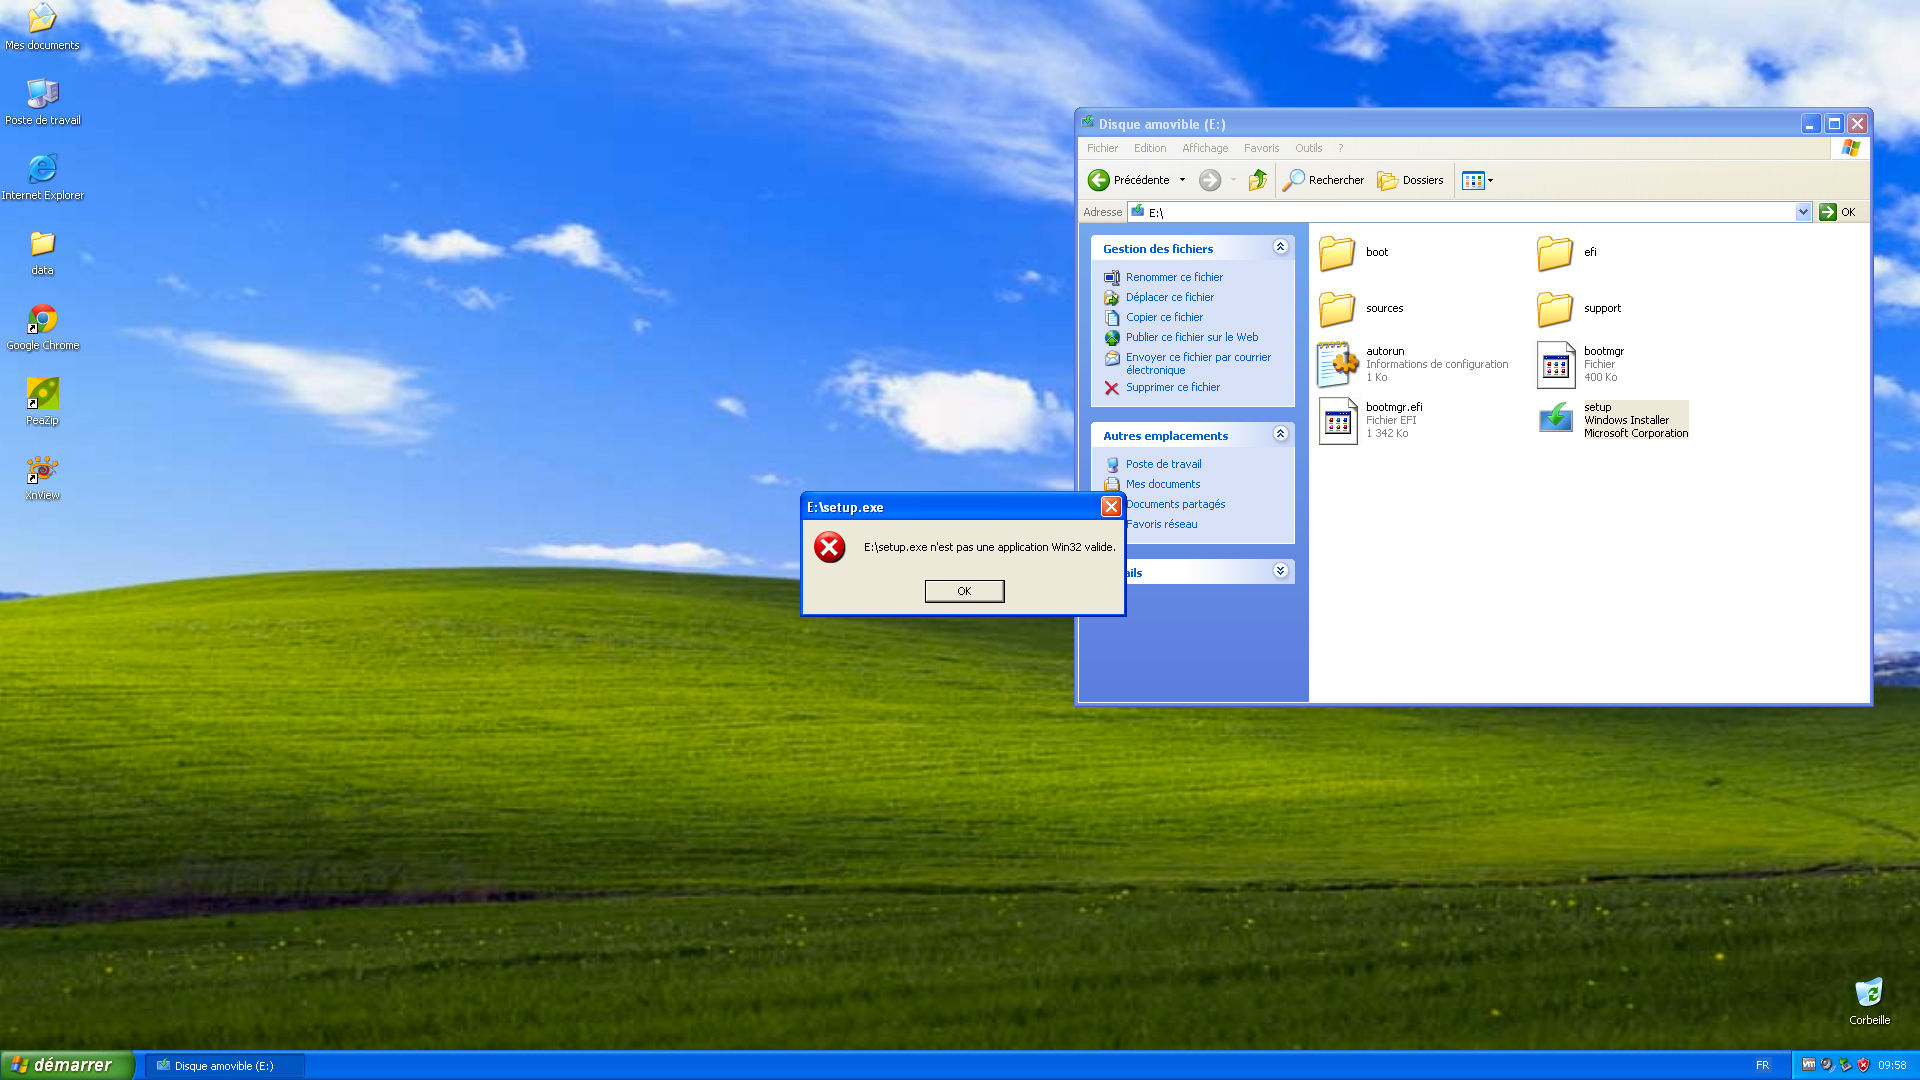 Mes documents
Poste de travail
Internet Explorer
data
Google Chrome
PeaZip
XnView
Disque amovible (E:)
Fichier Edition Affichage Favoris Outils ?
Précédente Rechercher Dossiers
Adresse E:\ OK
Gestion des fichiers
Renommer ce fichier
Déplacer ce fichier
Copier ce fichier
Publier ce fichier sur le Web
Envoyer ce fichier par courrier
électronique
Supprimer ce fichier
Autres emplacements
Poste de travail
Mes documents
Documents partagés
Favoris réseau
ails
boot
efi
sources
support
autorun
Informations de configuration
1 Ko
bootmgr
Fichier
400 Ko
bootmgr.efi
Fichier EFI
1 342 Ko
setup
Windows Installer
Microsoft Corporation
E:\setup.exe
E:\setup.exe n'est pas une application Win32 valide.
OK
Corbeille
démarrer
Disque amovible (E:)
FR
vm
09:58